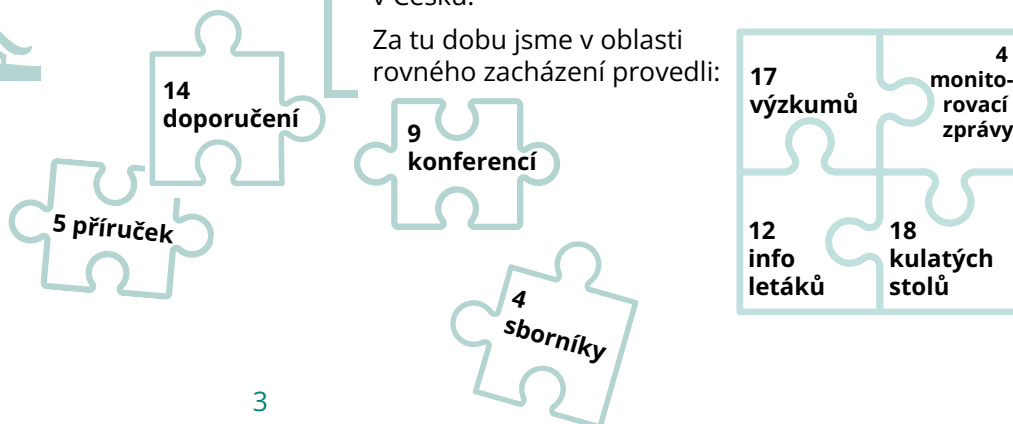 v Česku.
Za tu dobu jsme v oblasti
rovného zacházení provedli:
14
doporučení
9
konferencí
5 příruček
4
sborníky
17
výzkumů
4
monito-
rovací
zprávy
12
info
letáků
18
kulatých
stolů
3